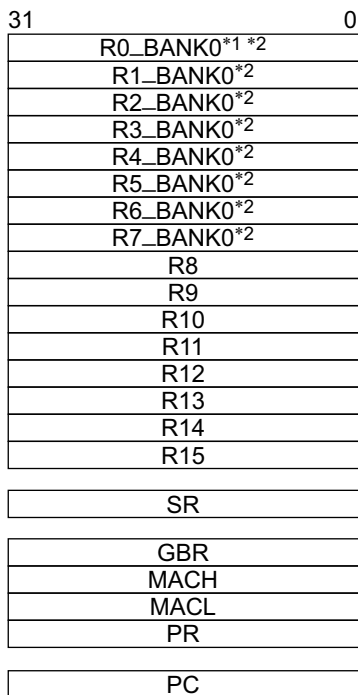 31 0
R0_BANK0*1 *2
R1_BANK0*2
R2_BANK0*2
R3_BANK0*2
R4_BANK0*2
R5_BANK0*2
R6_BANK0*2
R7_BANK0*2
R8
R9
R10
R11
R12
R13
R14
R15
SR
GBR
MACH
MACL
PR
PC